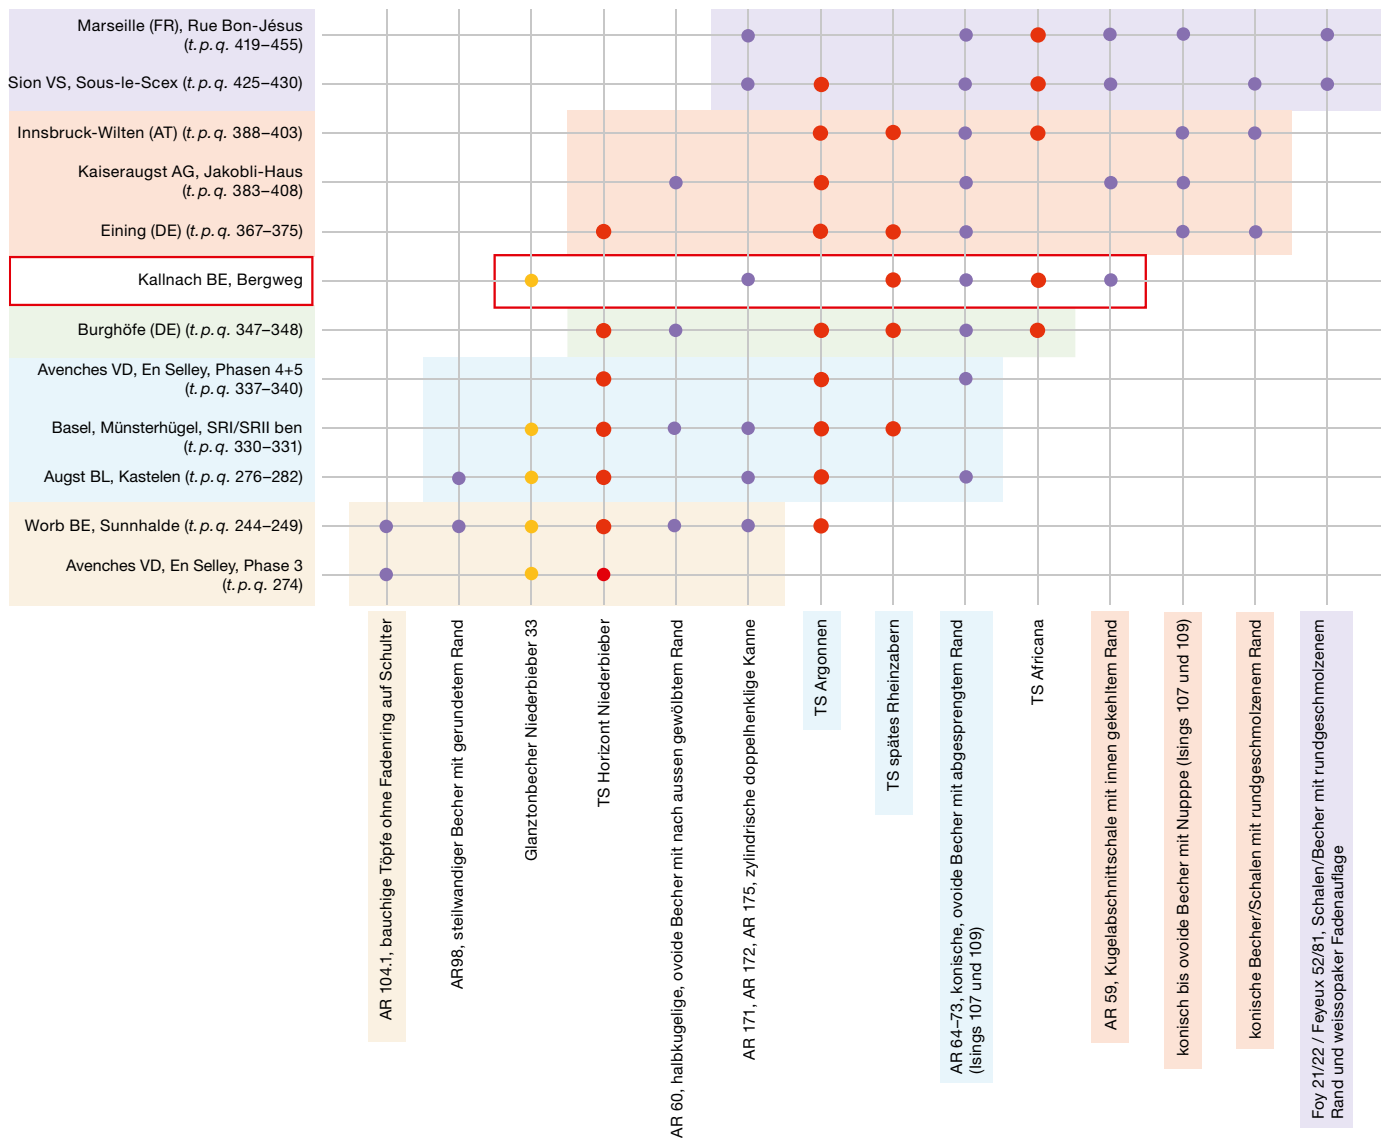 Marseille (FR), Rue Bon-Jésus
(t.p.q. 419–455)
Sion VS, Sous-le-Scex (t.p.q. 425–430)
Innsbruck-Wilten (AT) (t.p.q. 388–403)
Kaiseraugst AG, Jakobli-Haus
(t.p.q. 383–408)
Eining (DE) (t.p.q. 367–375)
Kallnach BE, Bergweg
Burghöfe (DE) (t.p.q. 347–348)
Avenches VD, En Selley, Phasen 4+5
(t.p.q. 337–340)
Basel, Münsterhügel, SRI/SRII ben
(t.p.q. 330–331)
Augst BL, Kastelen (t.p.q. 276–282)
Worb BE, Sunnhalde (t.p.q. 244–249)
Avenches VD, En Selley, Phase 3
(t.p.q. 274)
AR 104.1, bauchige Töpfe ohne Fadenring auf Schulter
AR98, steilwandiger Becher mit gerundetem Rand
Glanztonbecher Niederbieber 33
TS Horizont Niederbieber
AR 60, halbkugelige, ovoide Becher mit nach aussen gewölbtem Rand
AR 171, AR 172, AR 175, zylindrische doppelhenklige Kanne
TS Argonnen
TS spätes Rheinzabern
AR 64–73, konische, ovoide Becher mit abgesprengtem Rand
(Isings 107 und 109)
TS Africana
AR 59, Kugelabschnittschale mit innen gekehltem Rand
konisch bis ovoide Becher mit Nupppe (Isings 107 und 109)
konische Becher/Schalen mit rundgeschmolzenem Rand
Foy 21/22 / Feyeux 52/81, Schalen/Becher mit rundgeschmolzenem
Rand und weissopaker Fadenauflage